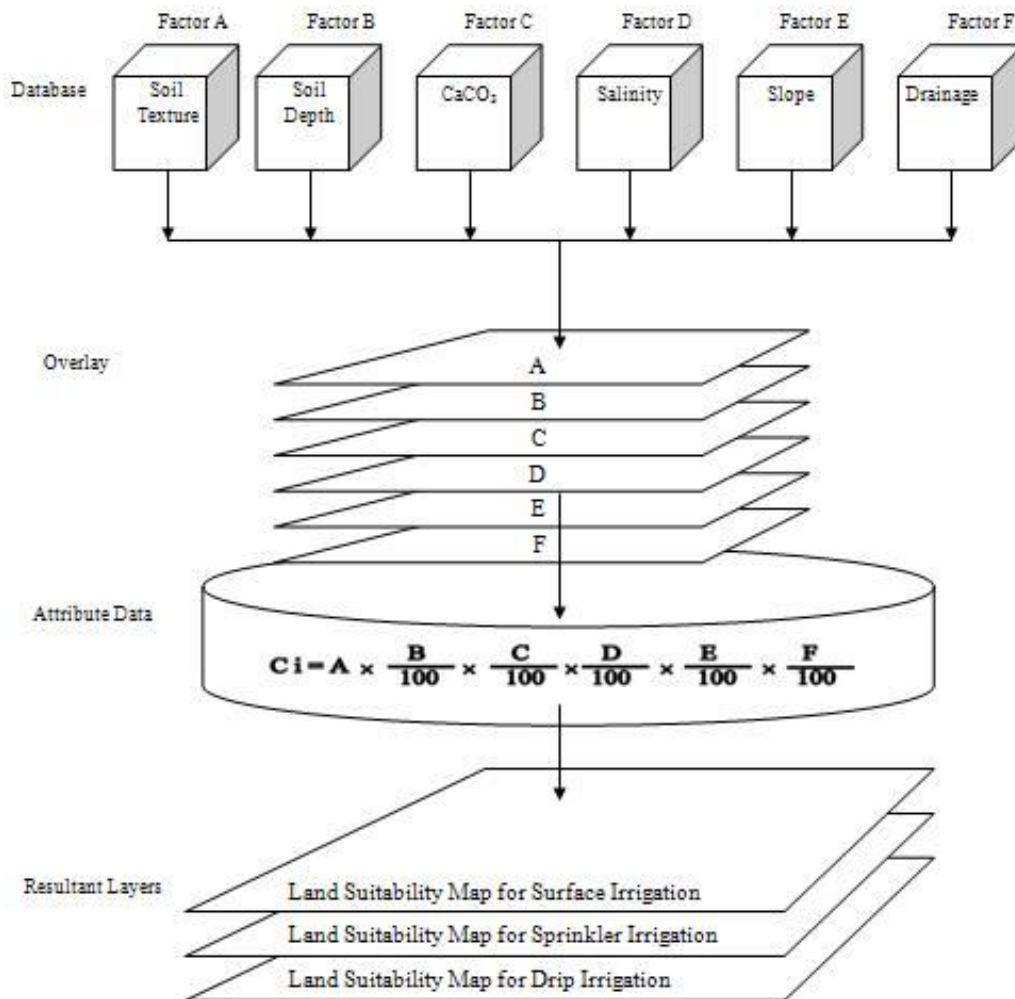 Factor A Factor B Factor C Factor D Factor E Factor F
Database
Soil Texture
Soil Depth
CaCO₃
Salinity
Slope
Drainage
Overlay
A
B
C
D
E
F
Attribute Data
Ci = A × B/100 × C/100 × D/100 × E/100 × F/100
Resultant Layers
Land Suitability Map for Surface Irrigation
Land Suitability Map for Sprinkler Irrigation
Land Suitability Map for Drip Irrigation